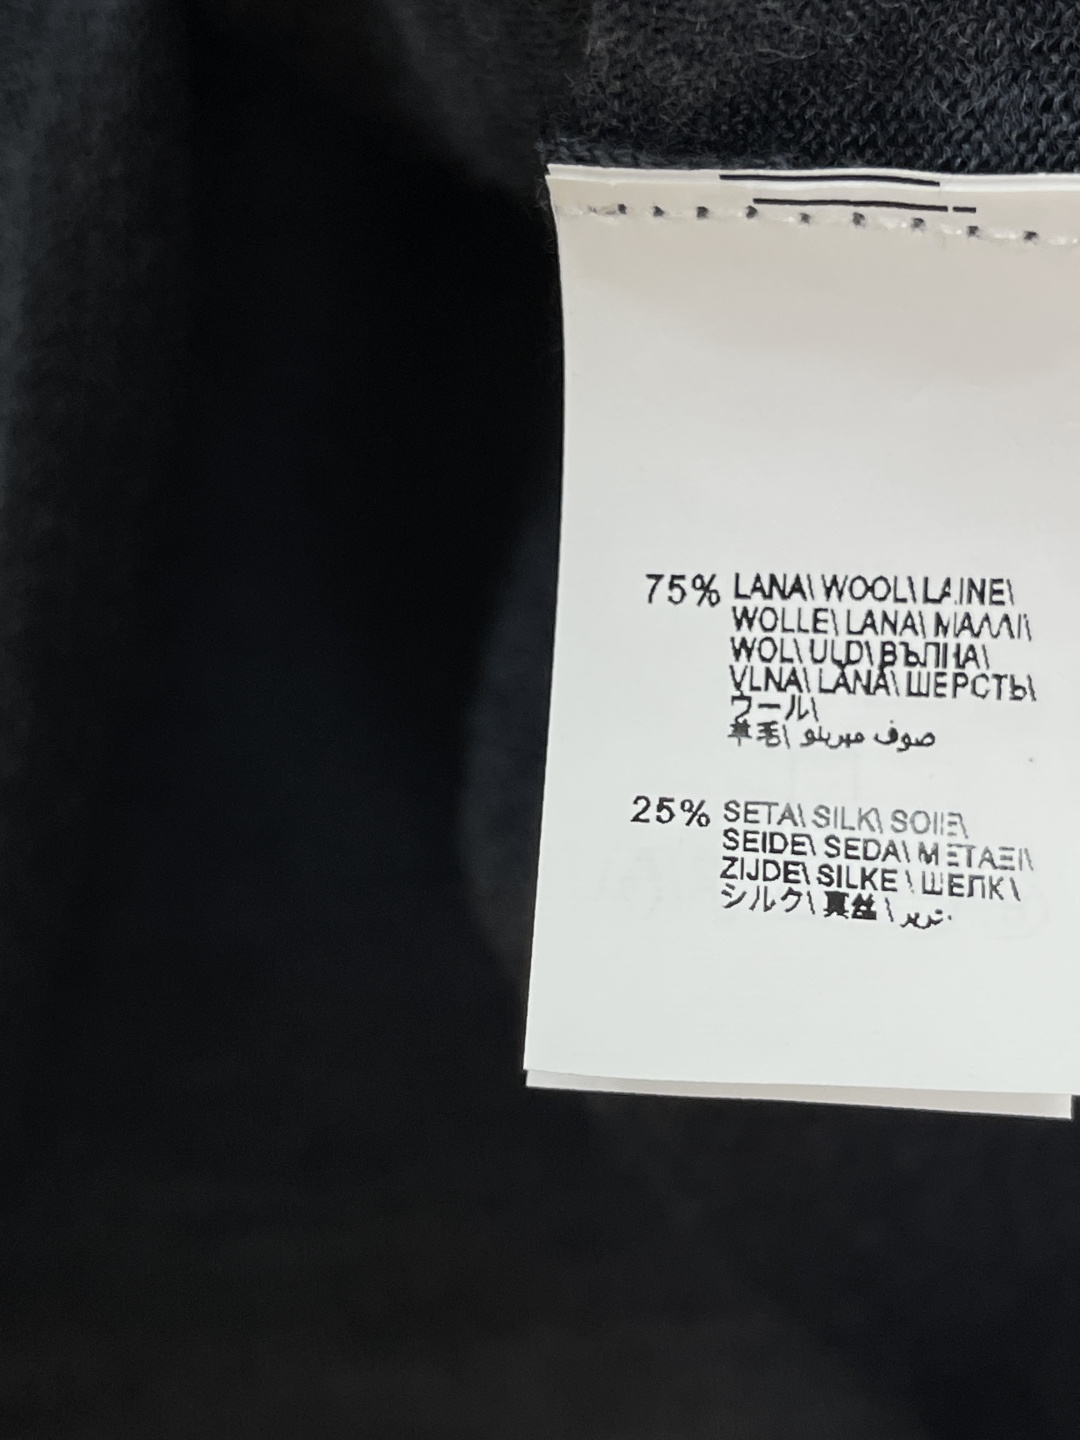 75% LANA\ WOOL\ LAINE\
WOLLE\ LANA\ ΜΑΛΛΙ\
WOL\ ULD\ ВЪЛНА\
VLNA\ LÂNĂ\ ШЕРСТЬ\
ウール\
羊毛\ صوف ميرينو
25% SETA\ SILK\ SOIE\
SEIDE\ SEDA\ ΜΕΤΑΞΙ\
ZIJDE\ SILKE \ ШЕЛК \
シルク\ 真丝 \